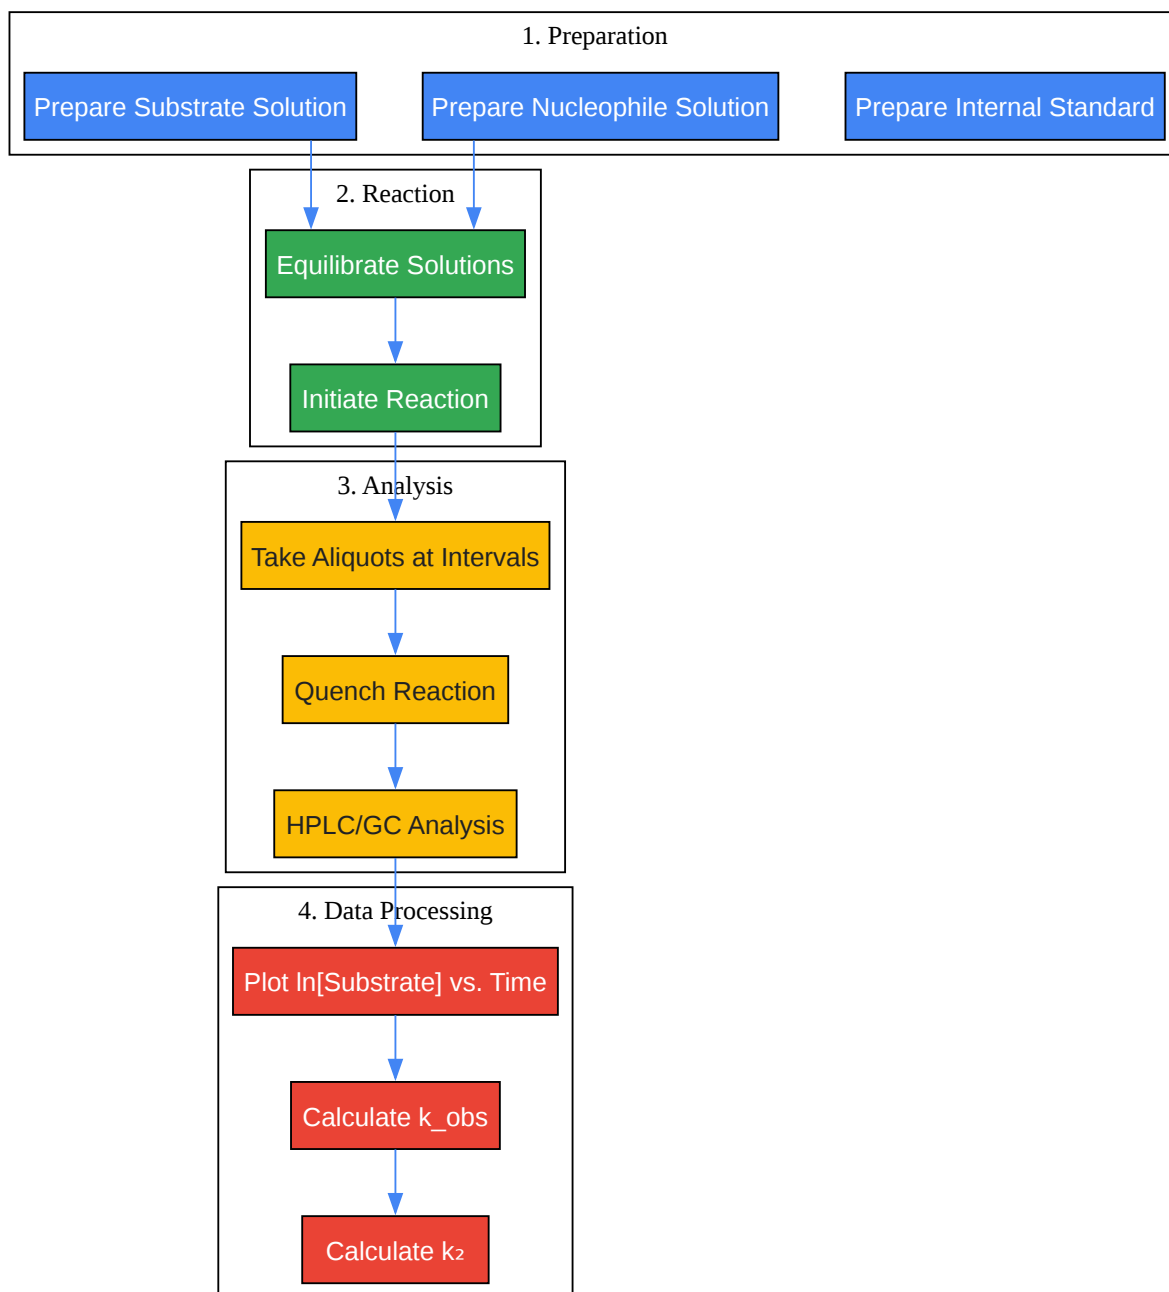 1. Preparation
Prepare Substrate Solution
Prepare Nucleophile Solution
Prepare Internal Standard
2. Reaction
Equilibrate Solutions
Initiate Reaction
3. Analysis
Take Aliquots at Intervals
Quench Reaction
HPLC/GC Analysis
4. Data Processing
Plot ln[Substrate] vs. Time
Calculate k_obs
Calculate k₂